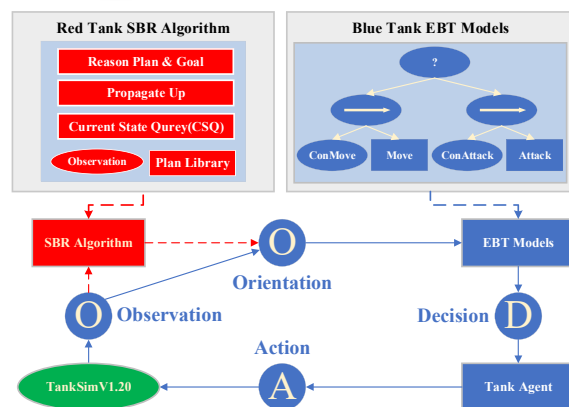 Red Tank SBR Algorithm
Reason Plan & Goal
Propagate Up
Current State Qurey(CSQ)
Observation
Plan Library
Blue Tank EBT Models
?
ConMove
Move
ConAttack
Attack
SBR Algorithm
O
Orientation
EBT Models
O
Observation
Decision
D
Action
TankSimV1.20
A
Tank Agent